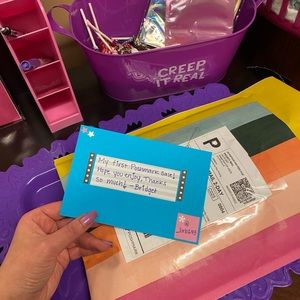 CREEP
IT REAL
P
My first Poshmark sale!
Hope you enjoy, Thanks
so much! -Bridget